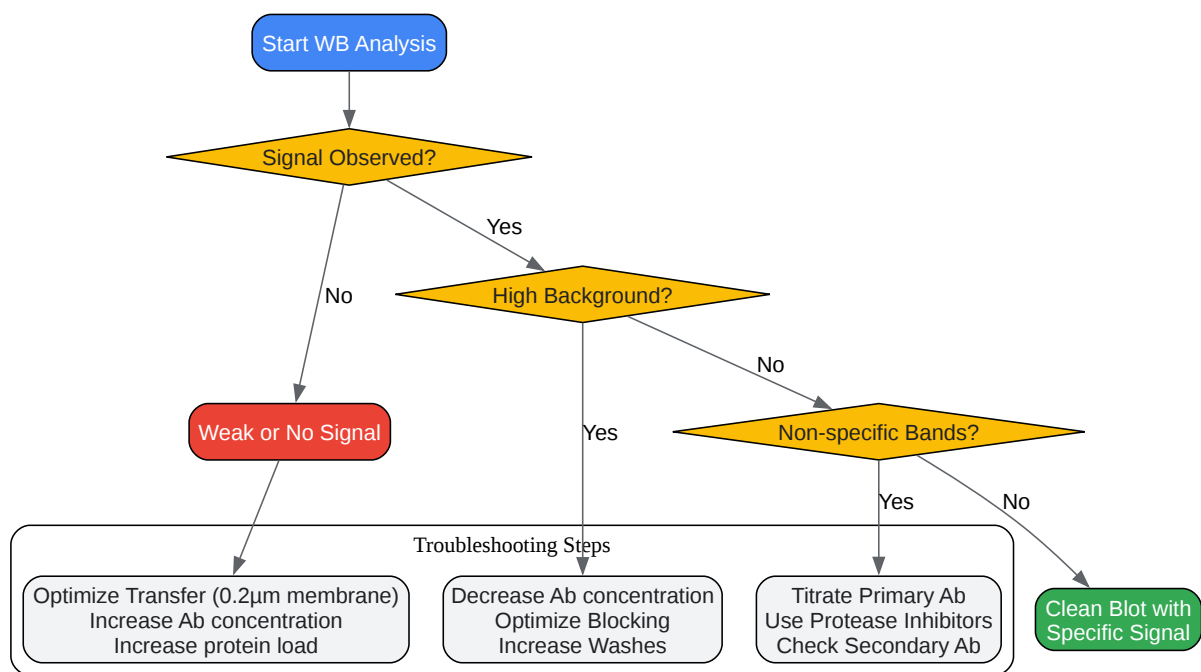 Start WB Analysis
Signal Observed?
Yes
High Background?
No
No
Weak or No Signal
Yes
Non-specific Bands?
Yes
No
Troubleshooting Steps
Optimize Transfer (0.2µm membrane)
Increase Ab concentration
Increase protein load
Decrease Ab concentration
Optimize Blocking
Increase Washes
Titrate Primary Ab
Use Protease Inhibitors
Check Secondary Ab
Clean Blot with
Specific Signal